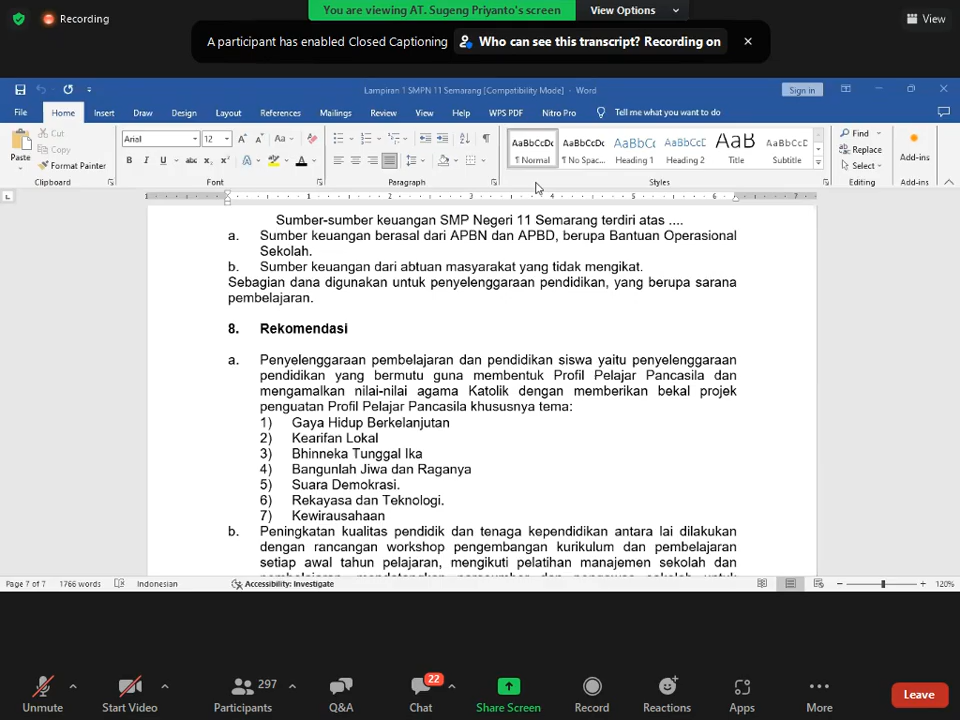 You are viewing AT. Sugeng Priyanto's screen
View Options
Recording
View
A participant has enabled Closed Captioning
Who can see this transcript? Recording on
Lampiran 1 SMPN 11 Semarang [Compatibility Mode] - Word
Sign in
File Home Insert Draw Design Layout References Mailings Review View Help WPS PDF Nitro Pro Tell me what you want to do
Paste
Cut
Copy
Format Painter
Arial 12
AaBbCcDc AaBbCcDc AaBbCc AaBbCcD AaB AaBbCcD
¶ Normal ¶ No Spac... Heading 1 Heading 2 Title Subtitle
Find
Replace
Select
Add-ins
Clipboard Font Paragraph Styles Editing Add-ins
Sumber-sumber keuangan SMP Negeri 11 Semarang terdiri atas ....
a. Sumber keuangan berasal dari APBN dan APBD, berupa Bantuan Operasional
Sekolah.
b. Sumber keuangan dari abtuan masyarakat yang tidak mengikat.
Sebagian dana digunakan untuk penyelenggaraan pendidikan, yang berupa sarana
pembelajaran.
8. Rekomendasi
a. Penyelenggaraan pembelajaran dan pendidikan siswa yaitu penyelenggaraan
pendidikan yang bermutu guna membentuk Profil Pelajar Pancasila dan
mengamalkan nilai-nilai agama Katolik dengan memberikan bekal projek
penguatan Profil Pelajar Pancasila khususnya tema:
1) Gaya Hidup Berkelanjutan
2) Kearifan Lokal
3) Bhinneka Tunggal Ika
4) Bangunlah Jiwa dan Raganya
5) Suara Demokrasi.
6) Rekayasa dan Teknologi.
7) Kewirausahaan
b. Peningkatan kualitas pendidik dan tenaga kependidikan antara lai dilakukan
dengan rancangan workshop pengembangan kurikulum dan pembelajaran
setiap awal tahun pelajaran, mengikuti pelatihan manajemen sekolah dan
Page 7 of 7 1766 words Indonesian Accessibility: Investigate 120%
Unmute Start Video Participants 297 Q&A Chat 22 Share Screen Record Reactions Apps More Leave